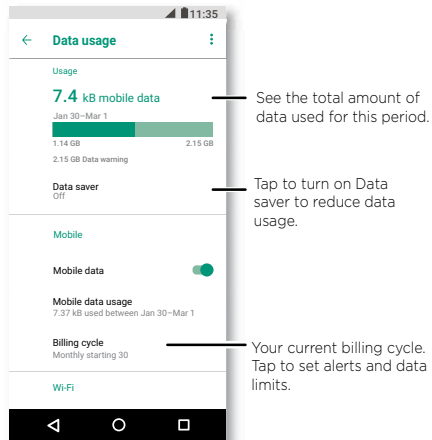 11:35
Data usage
Usage
7.4 kB mobile data
Jan 30–Mar 1
1.14 GB 2.15 GB
2.15 GB Data warning
Data saver
Off
Mobile
Mobile data
Mobile data usage
7.37 kB used between Jan 30–Mar 1
Billing cycle
Monthly starting 30
Wi-Fi
See the total amount of
data used for this period.
Tap to turn on Data
saver to reduce data
usage.
Your current billing cycle.
Tap to set alerts and data
limits.